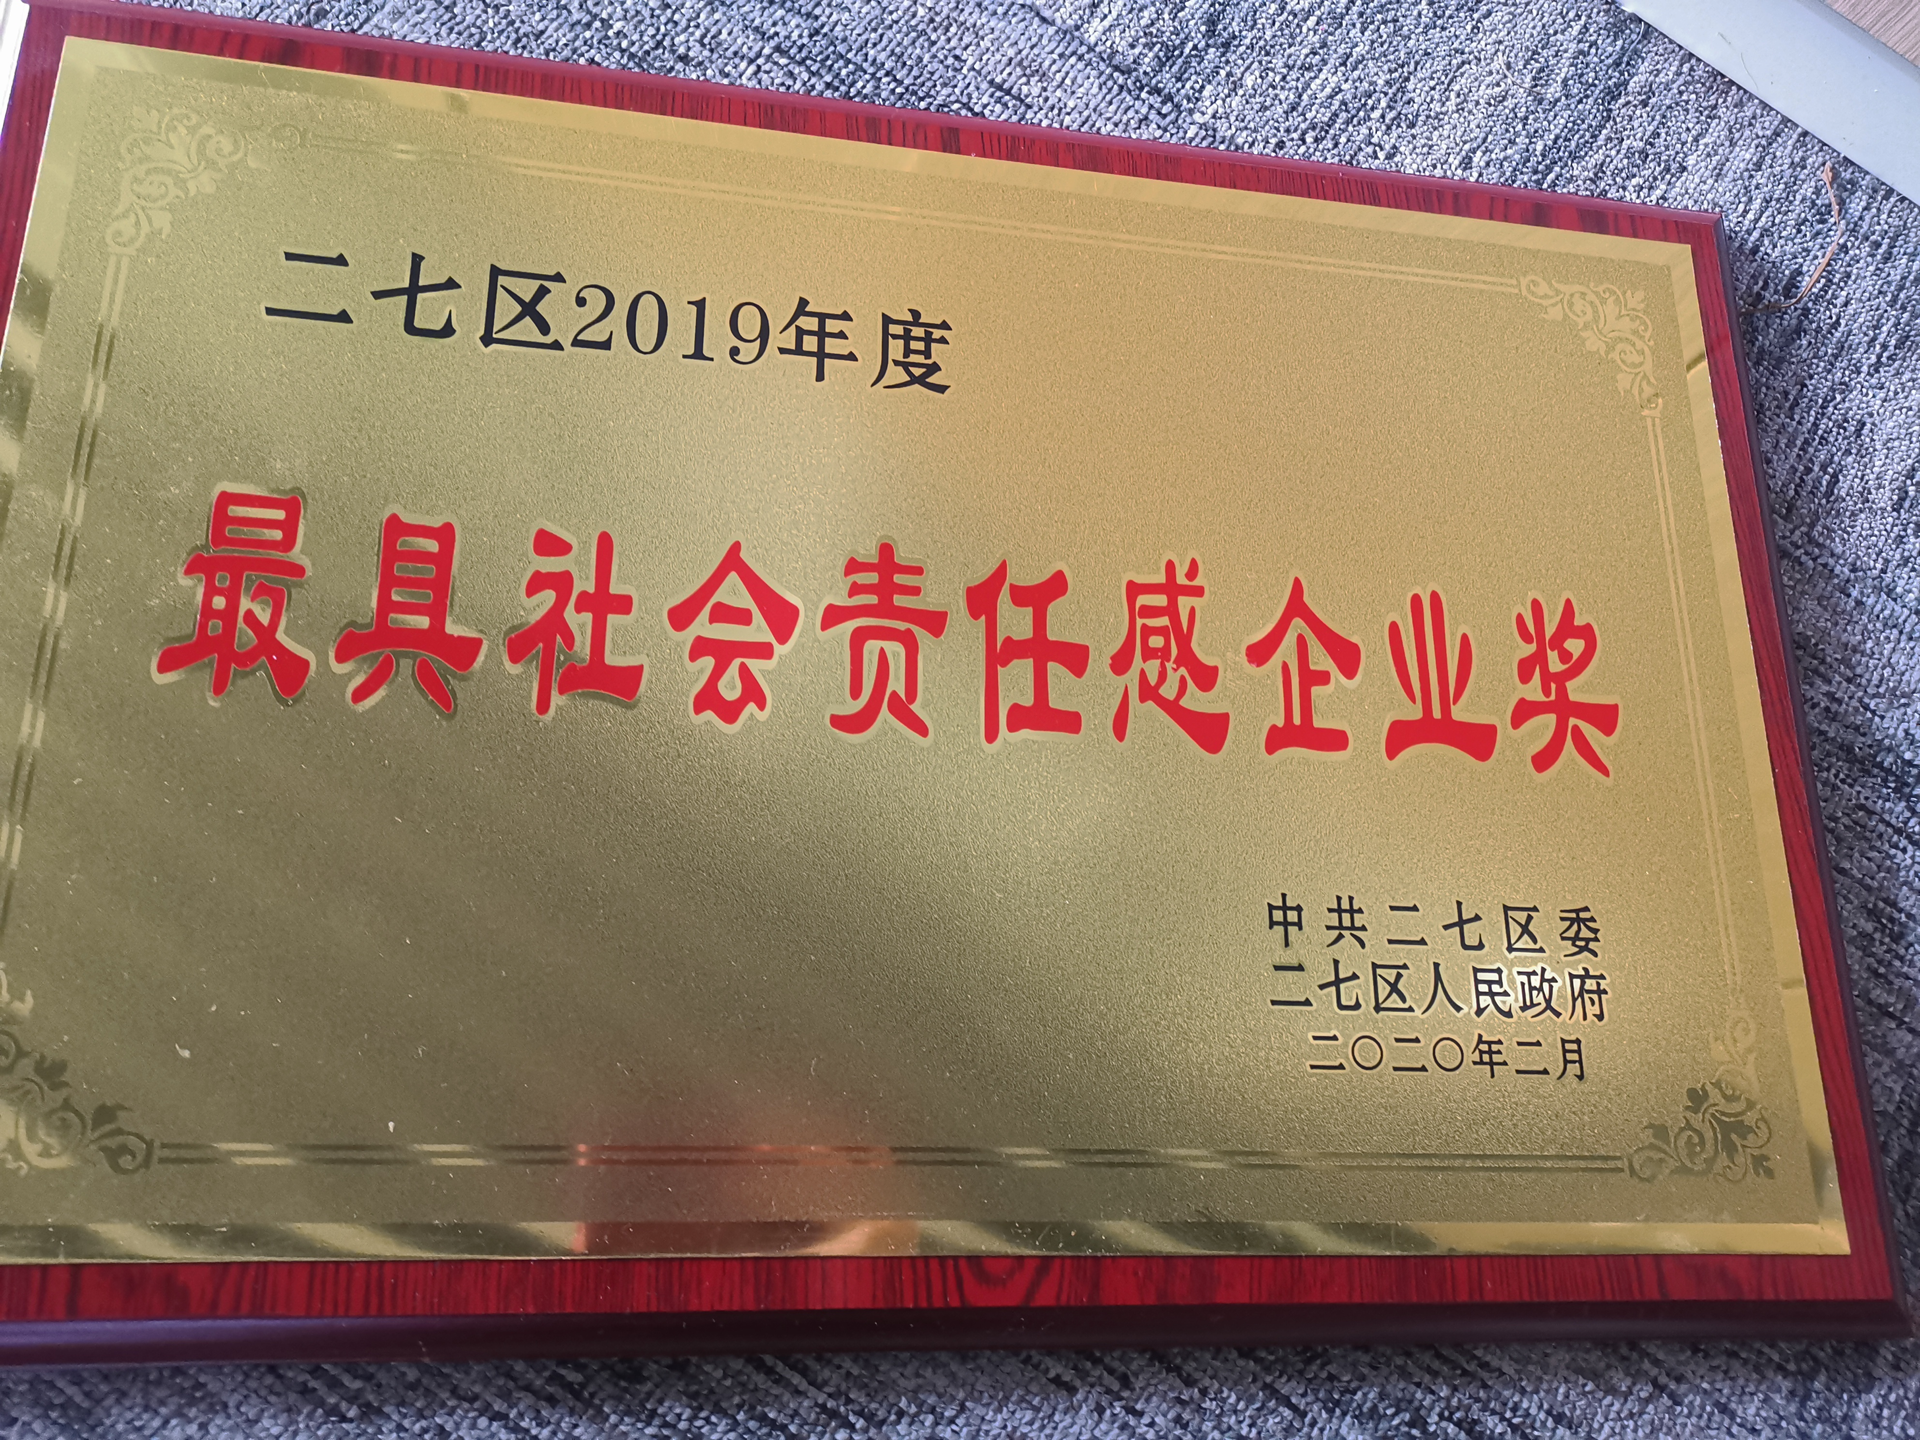 二七区2019年度
最具社会责任感企业奖
中共二七区委
二七区人民政府
二〇二〇年二月